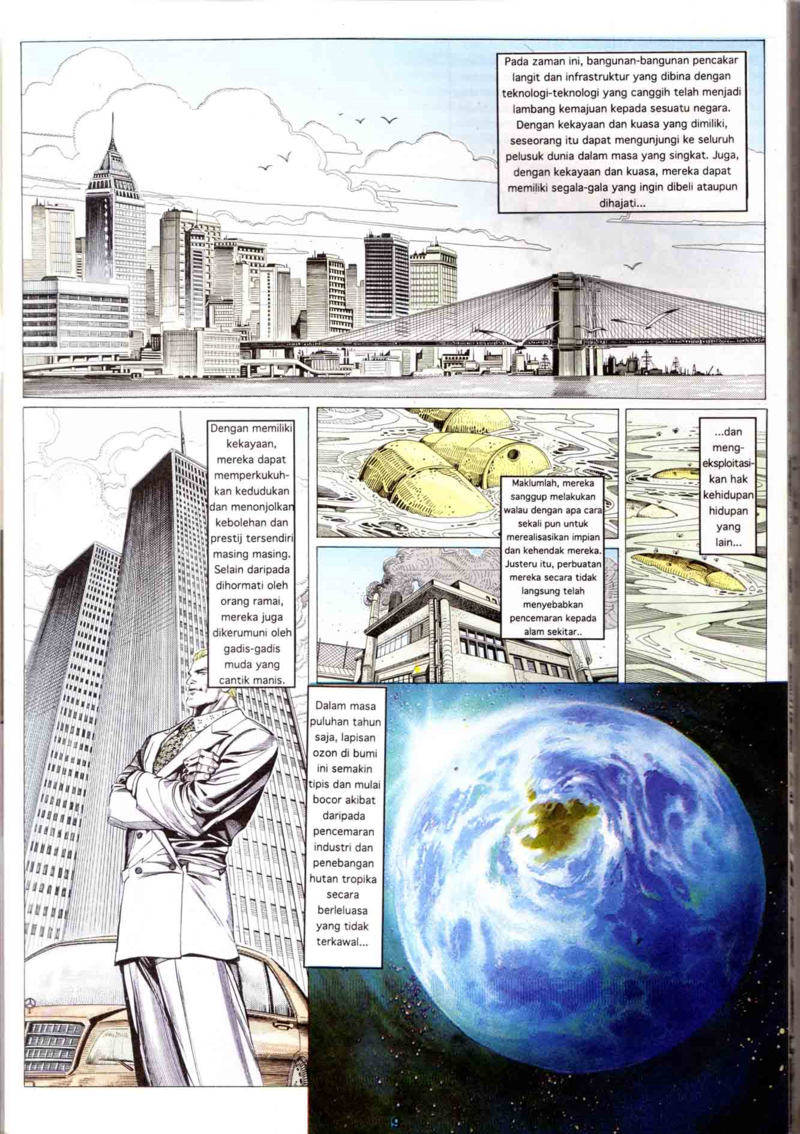 Pada zaman ini, bangunan-bangunan pencakar
langit dan infrastruktur yang dibina dengan
teknologi-teknologi yang canggih telah menjadi
lambang kemajuan kepada sesuatu negara.
Dengan kekayaan dan kuasa yang dimiliki,
seseorang itu dapat mengunjungi ke seluruh
pelusuk dunia dalam masa yang singkat. Juga,
dengan kekayaan dan kuasa, mereka dapat
memiliki segala-gala yang ingin dibeli ataupun
dihajati...
Dengan memiliki
kekayaan,
mereka dapat
memperkukuh-
kan kedudukan
dan menonjolkan
kebolehan dan
prestij tersendiri
masing masing.
Selain daripada
dihormati oleh
orang ramai,
mereka juga
dikerumuni oleh
gadis-gadis
muda yang
cantik manis.
Maklumlah, mereka
sanggup melakukan
walau dengan apa cara
sekali pun untuk
merealisasikan impian
dan kehendak mereka.
Justeru itu, perbuatan
mereka secara tidak
langsung telah
menyebabkan
pencemaran kepada
alam sekitar..
...dan
meng-
eksploitasi-
kan hak
kehidupan
hidupan
yang
lain...
Dalam masa
puluhan tahun
saja, lapisan
ozon di bumi
ini semakin
tipis dan mulai
bocor akibat
daripada
pencemaran
industri dan
penebangan
hutan tropika
secara
berleluasa
yang tidak
terkawal...